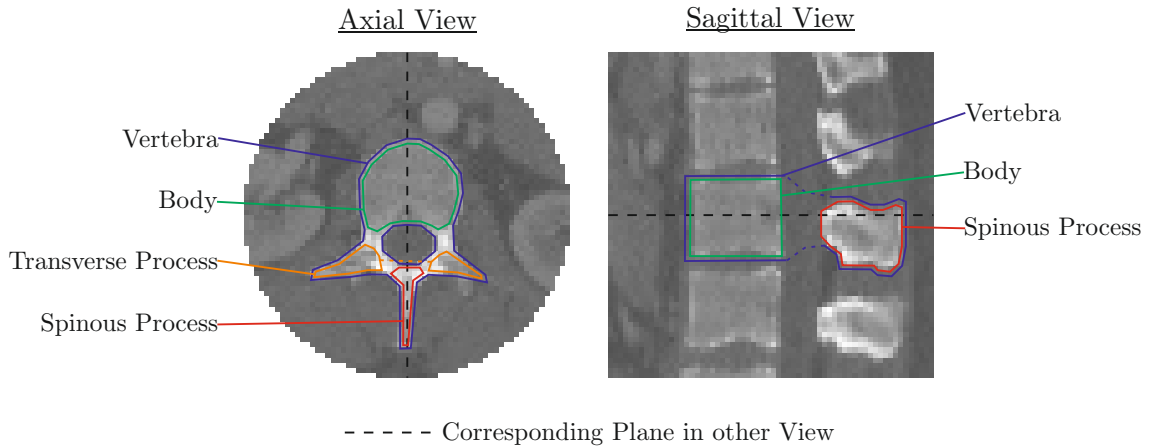 Axial View
Vertebra
Body
Transverse Process
Spinous Process
Sagittal View
Vertebra
Body
Spinous Process
Corresponding Plane in other View